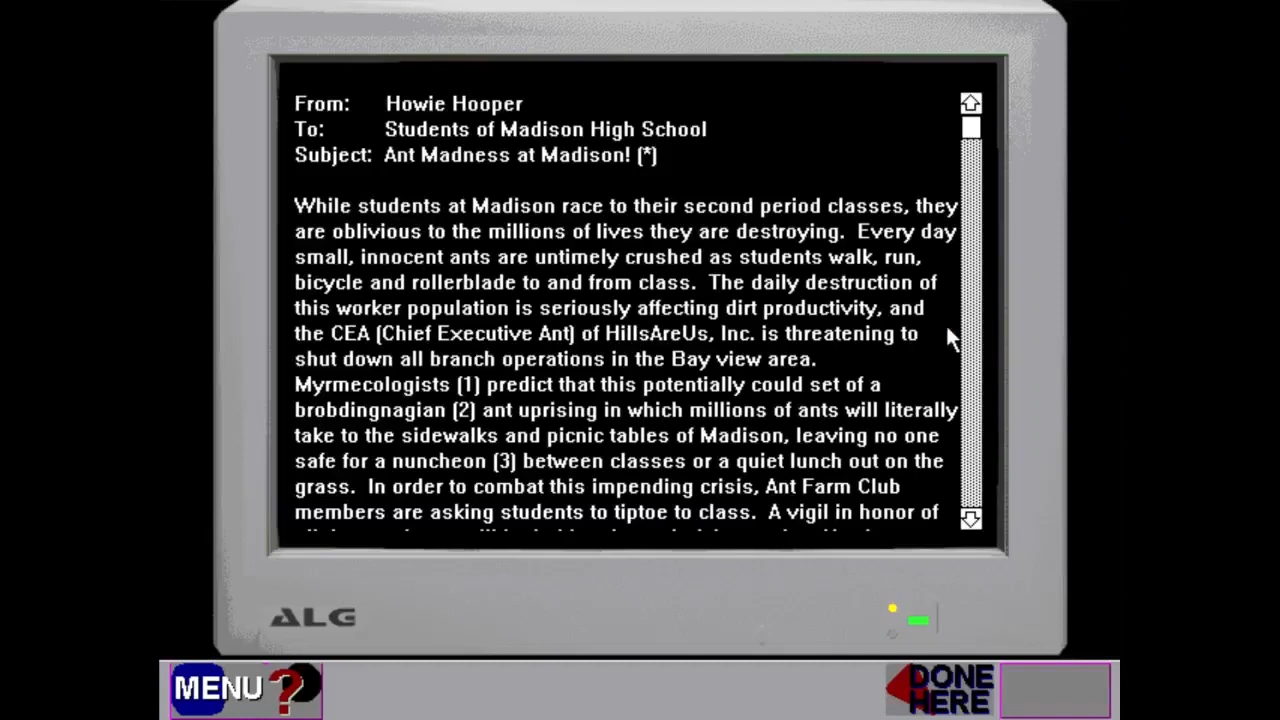 From: Howie Hooper
To: Students of Madison High School
Subject: Ant Madness at Madison! (*)
While students at Madison race to their second period classes, they
are oblivious to the millions of lives they are destroying. Every day
small, innocent ants are untimely crushed as students walk, run,
bicycle and rollerblade to and from class. The daily destruction of
this worker population is seriously affecting dirt productivity, and
the CEA (Chief Executive Ant) of HillsAreUs, Inc. is threatening to
shut down all branch operations in the Bay view area.
Myrmecologists (1) predict that this potentially could set of a
brobdingnagian (2) ant uprising in which millions of ants will literally
take to the sidewalks and picnic tables of Madison, leaving no one
safe for a nuncheon (3) between classes or a quiet lunch out on the
grass. In order to combat this impending crisis, Ant Farm Club
members are asking students to tiptoe to class. A vigil in honor of
ALG
MENU ?
DONE
HERE